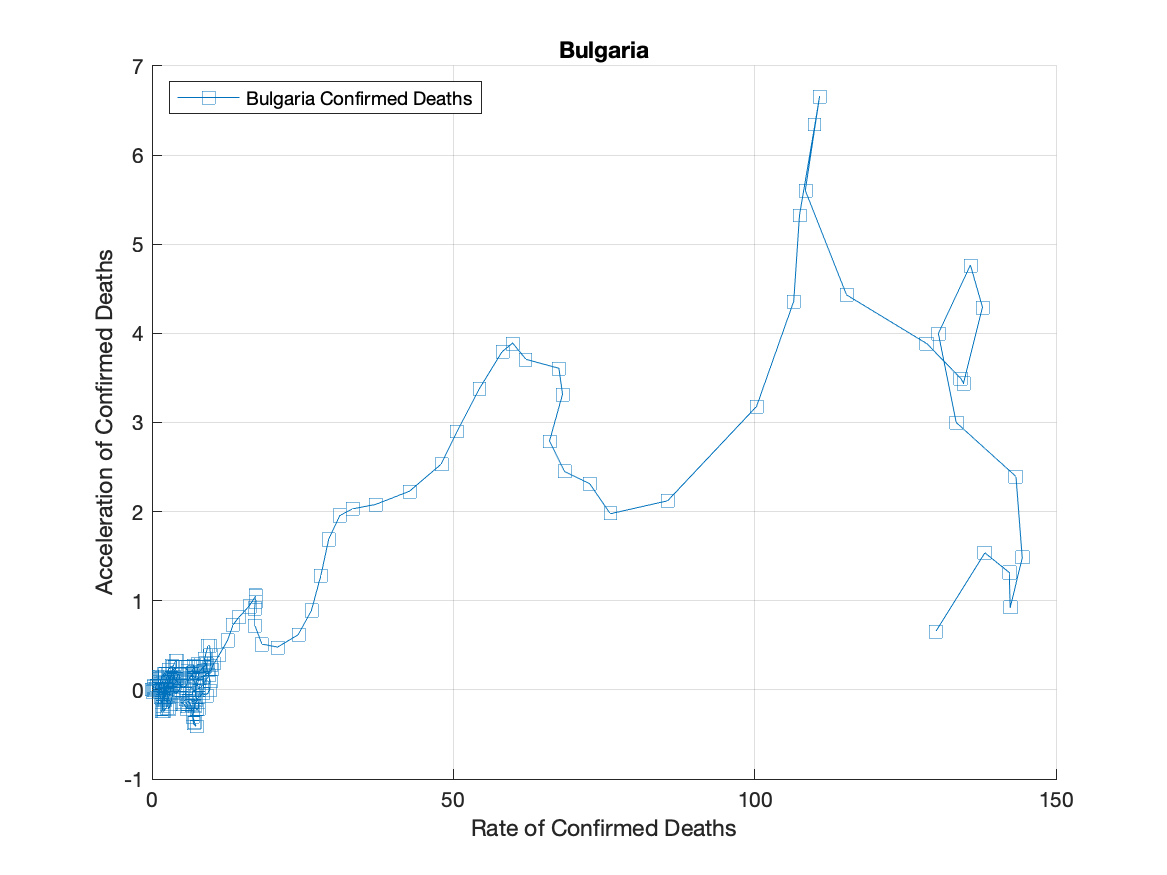 Bulgaria
7
Bulgaria Confirmed Deaths
6
5
4
3
2
1
0
-1
Acceleration of Confirmed Deaths
0 50 100 150
Rate of Confirmed Deaths